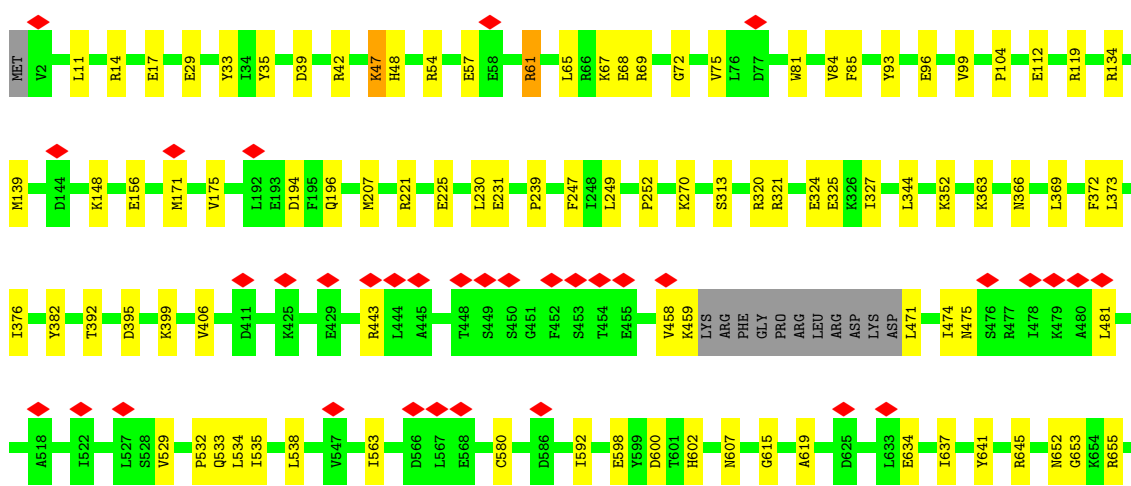 MET V2 L11 R14 E17 E29 Y33 I34 Y35 D39 R42 K47 H48 R54 E57 E58 R61 L65 R66 K67 E68 R69 G72 V75 L76 D77 W81 V84 F85 Y93 E96 V99 P104 E112 R119 R134
M139 D144 K148 E156 M171 V175 L192 E193 D194 F195 Q196 M207 R221 E225 L230 E231 P239 F247 I248 L249 P252 K270 S313 R320 R321 E324 E325 K326 I327 L344 K352 K363 N366 L369 F372 L373
I376 Y382 T392 D395 K399 V406 D411 K425 E429 R443 L444 A445 T448 S449 S450 G451 F452 S453 T454 E455 V458 K459 LYS ARG PHE GLY PRO ARG LEU ARG ASP LYS ASP L471 I474 N475 S476 R477 I478 K479 A480 L481
A518 I522 L527 S528 V529 P532 Q533 L534 I535 L538 V547 I563 D566 L567 E568 C580 D586 I592 E598 Y599 D600 T601 H602 N607 G615 A619 D625 L633 E634 I637 Y641 R645 N652 G653 K654 R655